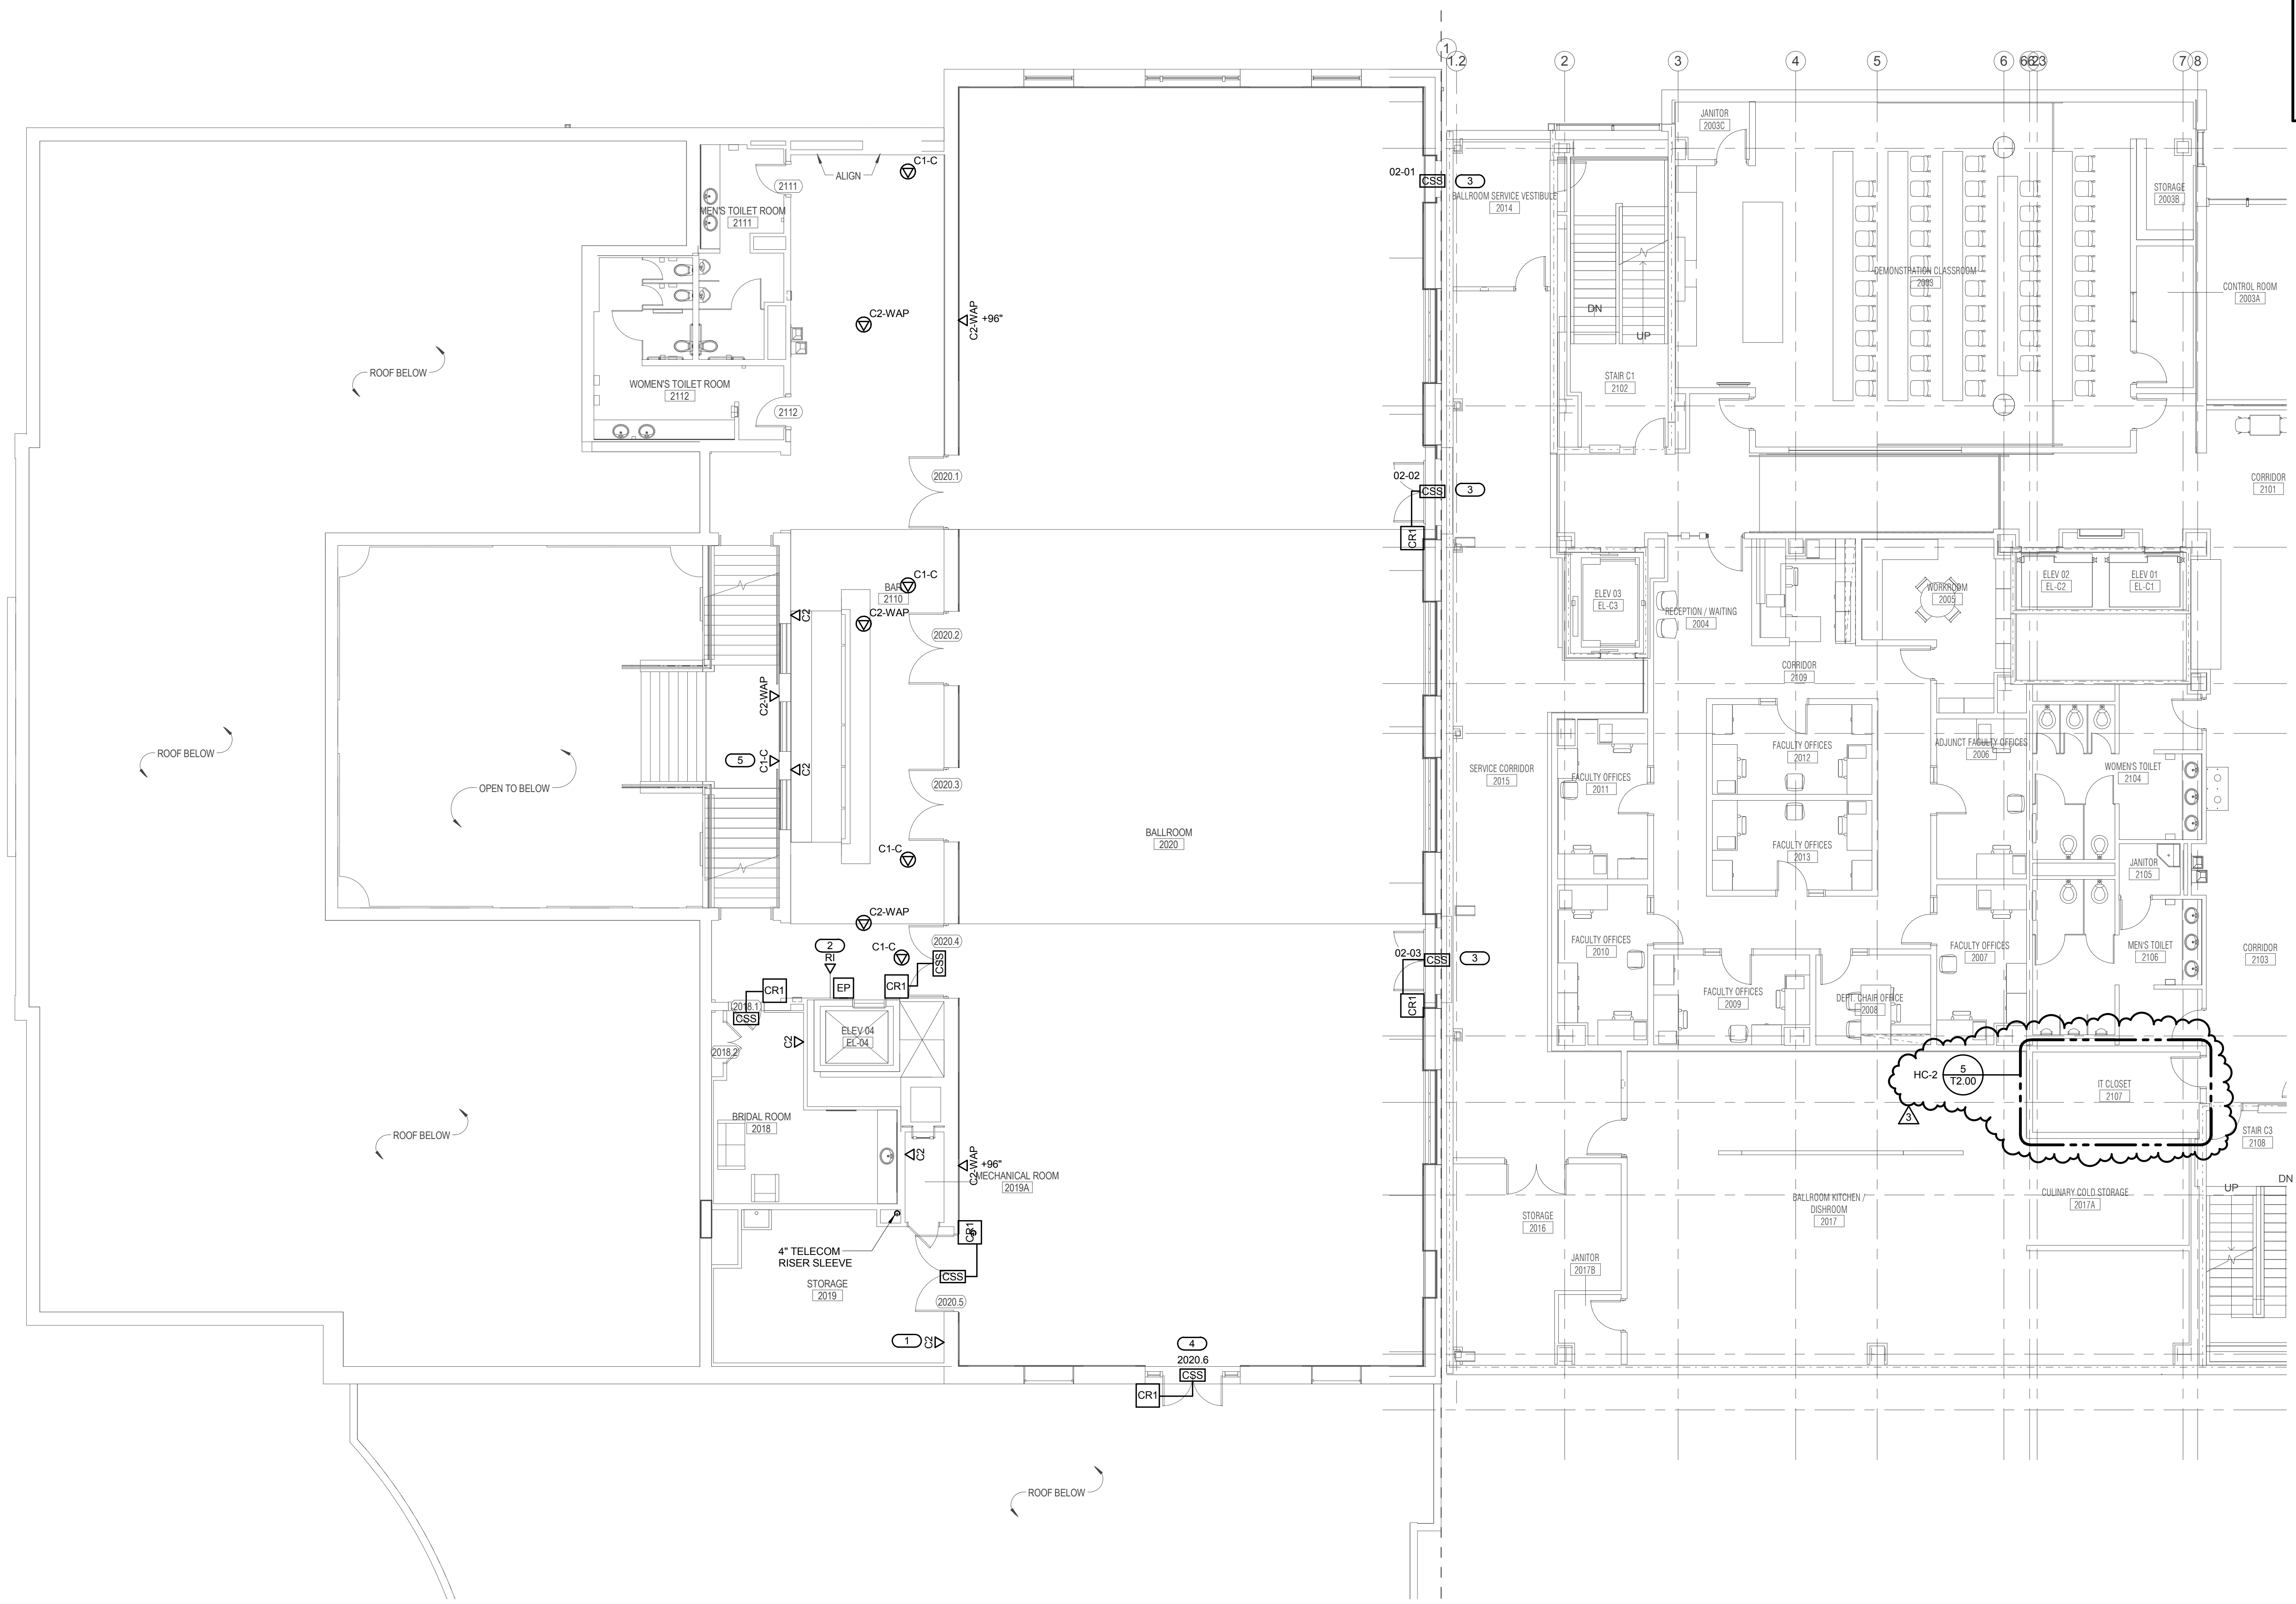 1
1.2
2
3
4
5
6
7
8
JANITOR
2003C
C1-C
ALIGN
2111
MEN'S TOILET ROOM
2111
02-01
CSS
3
BALLROOM SERVICE VESTIBULE
2014
STORAGE
2003B
DEMONSTRATION CLASSROOM
2003
CONTROL ROOM
2003A
C2-WAP
C2-WAP
+96"
DN
UP
ROOF BELOW
WOMEN'S TOILET ROOM
2112
2112
STAIR C1
2102
2020.1
02-02
CSS
3
CR1
CORRIDOR
2101
BAR
2110
C1-C
C2
C2-WAP
2020.2
ELEV 03
EL-C3
RECEPTION / WAITING
2004
WORKROOM
2005
ELEV 02
EL-C2
ELEV 01
EL-C1
CORRIDOR
2109
C2-WAP
ROOF BELOW
5
C1-C
C2
OPEN TO BELOW
2020.3
BALLROOM
2020
SERVICE CORRIDOR
2015
FACULTY OFFICES
2011
FACULTY OFFICES
2012
ADJUNCT FACULTY OFFICES
2006
WOMEN'S TOILET
2104
C1-C
FACULTY OFFICES
2013
JANITOR
2105
C2-WAP
2
RI
C1-C
2020.4
CSS
02-03
CSS
3
CR1
FACULTY OFFICES
2010
FACULTY OFFICES
2007
MEN'S TOILET
2106
CORRIDOR
2103
CR1
EP
CR1
2018.1
CSS
2018.2
C2
ELEV 04
EL-04
FACULTY OFFICES
2009
DEPT. CHAIR OFFICE
2008
HC-2
5
T2.00
3
IT CLOSET
2107
BRIDAL ROOM
2018
ROOF BELOW
C2
C2-WAP
+96"
MECHANICAL ROOM
2019A
STAIR C3
2108
DN
UP
4" TELECOM
RISER SLEEVE
CR1
CSS
STORAGE
2019
2020.5
STORAGE
2016
BALLROOM KITCHEN /
DISHROOM
2017
CULINARY COLD STORAGE
2017A
JANITOR
2017B
1
C2
4
2020.6
CSS
CR1
ROOF BELOW